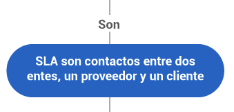 Son
SLA son contactos entre dos
entes, un proveedor y un cliente